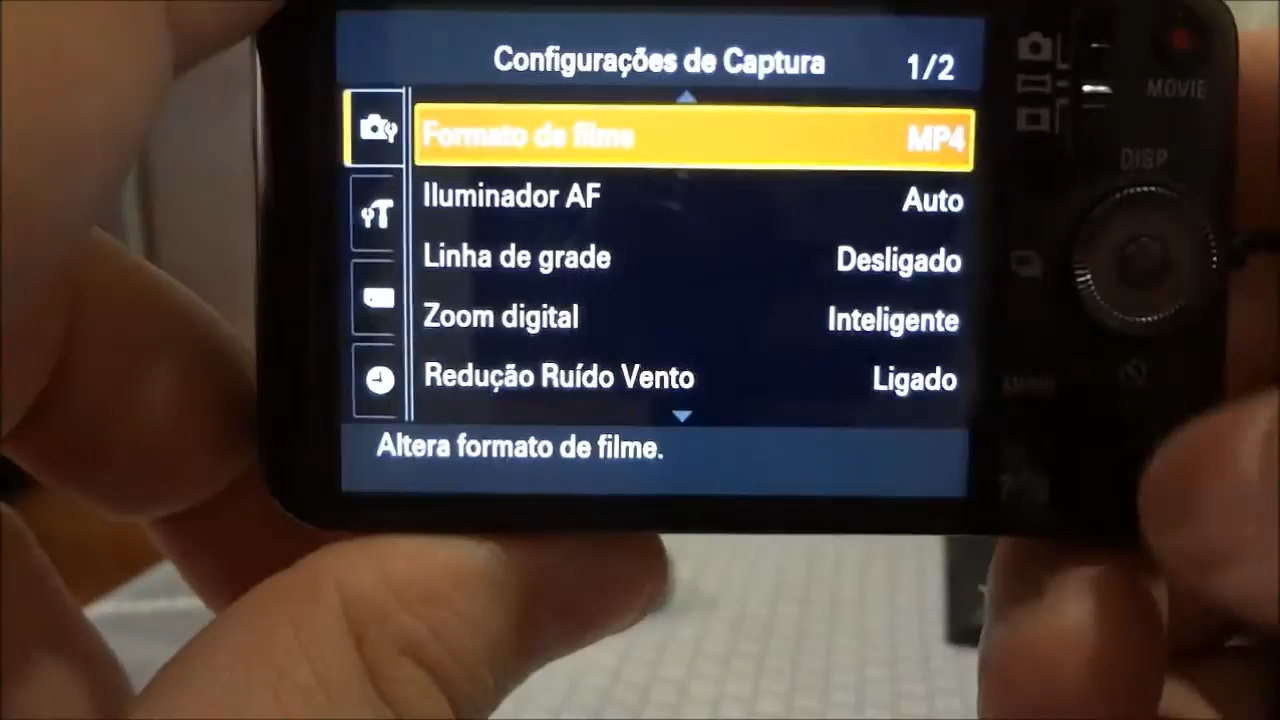 Configurações de Captura 1/2
Formato de filme MP4
Iluminador AF Auto
Linha de grade Desligado
Zoom digital Inteligente
Redução Ruído Vento Ligado
Altera formato de filme.
MOVIE
DISP
MENU